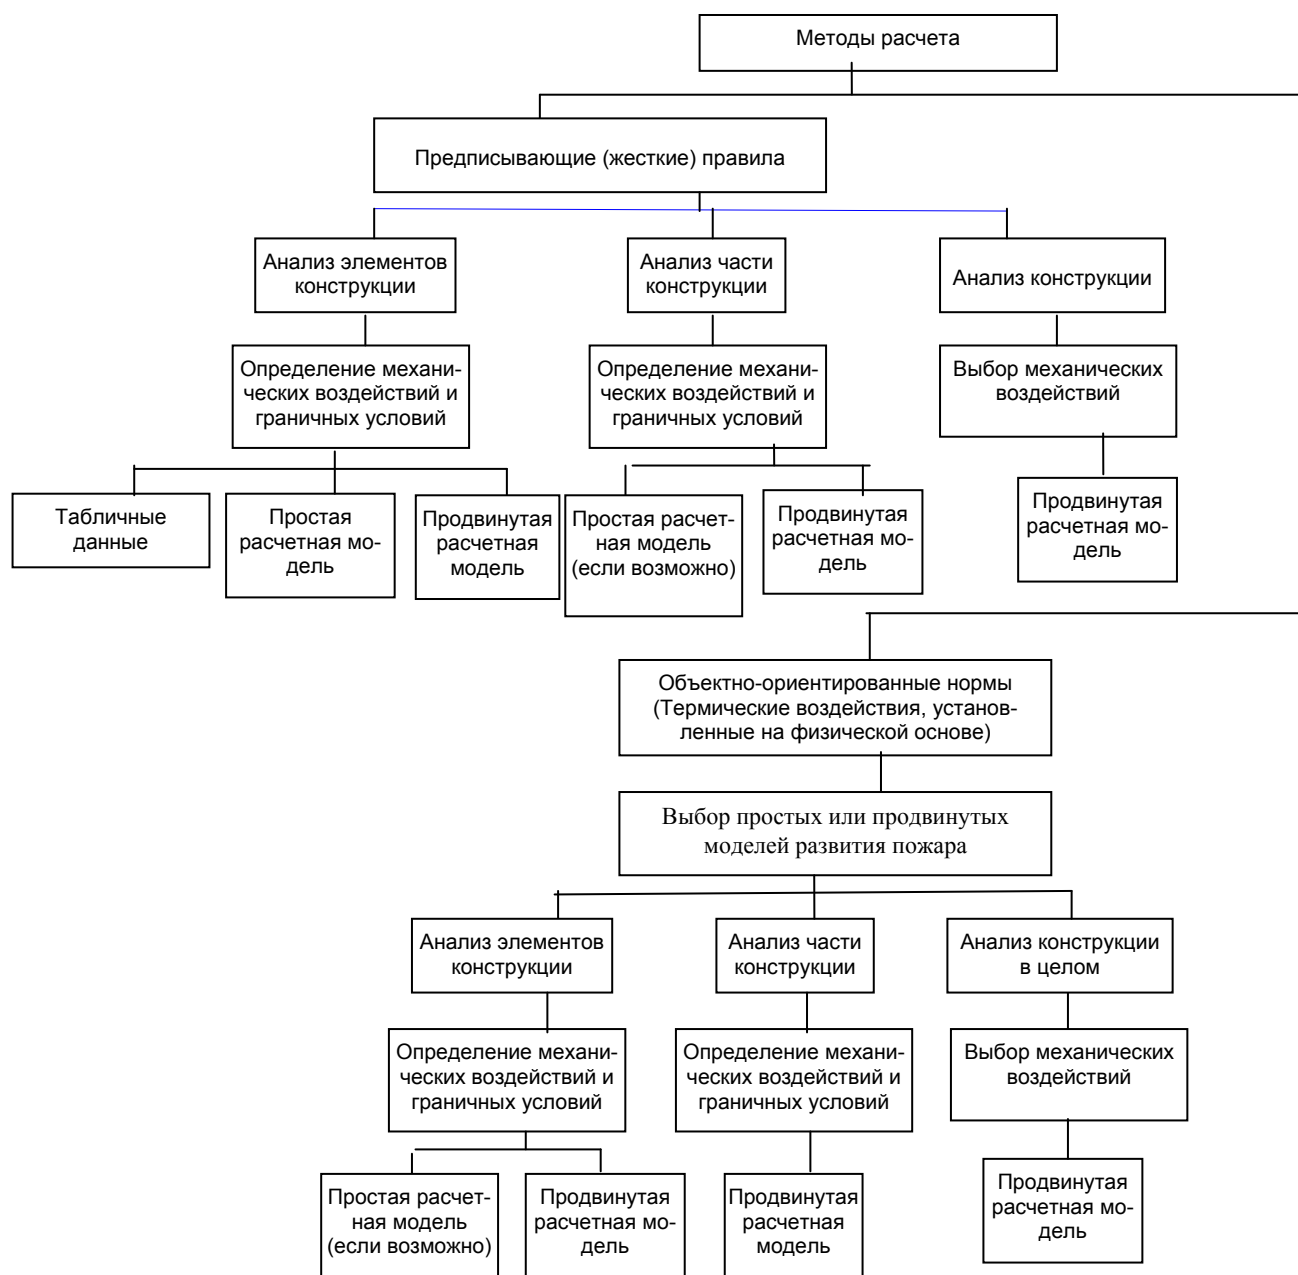 Методы расчета
Предписывающие (жесткие) правила
Анализ элементов
конструкции
Анализ части
конструкции
Анализ конструкции
Определение механи-
ческих воздействий и
граничных условий
Определение механи-
ческих воздействий и
граничных условий
Выбор механических
воздействий
Табличные
данные
Простая
расчетная мо-
дель
Продвинутая
расчетная
модель
Простая расчет-
ная модель
(если возможно)
Продвинутая
расчетная мо-
дель
Продвинутая
расчетная мо-
дель
Объектно-ориентированные нормы
(Термические воздействия, установ-
ленные на физической основе)
Выбор простых или продвинутых
моделей развития пожара
Анализ элементов
конструкции
Анализ части
конструкции
Анализ конструкции
в целом
Определение механи-
ческих воздействий и
граничных условий
Определение механи-
ческих воздействий и
граничных условий
Выбор механических
воздействий
Простая расчет-
ная модель
(если возможно)
Продвинутая
расчетная мо-
дель
Продвинутая
расчетная
модель
Продвинутая
расчетная мо-
дель